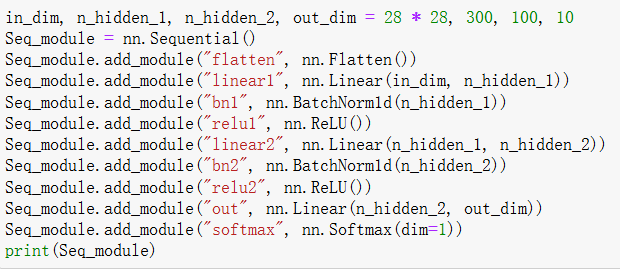 in_dim, n_hidden_1, n_hidden_2, out_dim = 28 * 28, 300, 100, 10
Seq_module = nn.Sequential()
Seq_module.add_module("flatten", nn.Flatten())
Seq_module.add_module("linear1", nn.Linear(in_dim, n_hidden_1))
Seq_module.add_module("bn1", nn.BatchNorm1d(n_hidden_1))
Seq_module.add_module("relu1", nn.ReLU())
Seq_module.add_module("linear2", nn.Linear(n_hidden_1, n_hidden_2))
Seq_module.add_module("bn2", nn.BatchNorm1d(n_hidden_2))
Seq_module.add_module("relu2", nn.ReLU())
Seq_module.add_module("out", nn.Linear(n_hidden_2, out_dim))
Seq_module.add_module("softmax", nn.Softmax(dim=1))
print(Seq_module)